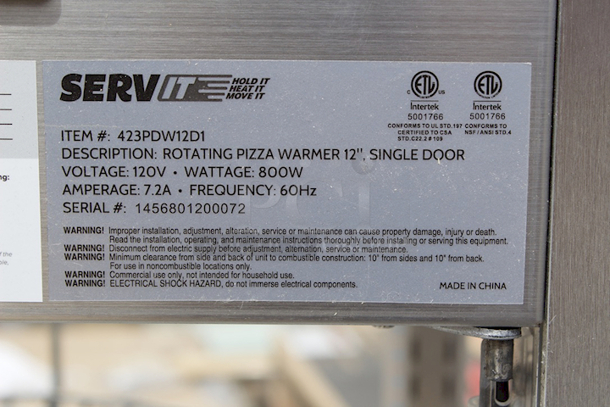 SERVIT HOLD IT
HEAT IT
MOVE IT
ETL
C US
Intertek
5001766
CONFORMS TO UL STD.197
CERTIFIED TO CSA
STD.C22.2 # 109
ETL
Intertek
5001766
CONFORMS TO
NSF/ANSI STD.4
ITEM #: 423PDW12D1
DESCRIPTION: ROTATING PIZZA WARMER 12", SINGLE DOOR
VOLTAGE: 120V • WATTAGE: 800W
AMPERAGE: 7.2A • FREQUENCY: 60Hz
SERIAL #: 1456801200072
WARNING! Improper installation, adjustment, alteration, service or maintenance can cause property damage, injury or death.
Read the installation, operating, and maintenance instructions thoroughly before installing or serving this equipment.
WARNING! Disconnect from electric supply before adjustment, alternation, service or maintenance.
WARNING! Minimum clearance from side and back of unit to combustible construction: 10" from sides and 10" from back.
For use in noncombustible locations only.
WARNING! Commercial use only, not intended for household use.
WARNING! ELECTRICAL SHOCK HAZARD, do not immerse electrical components.
MADE IN CHINA